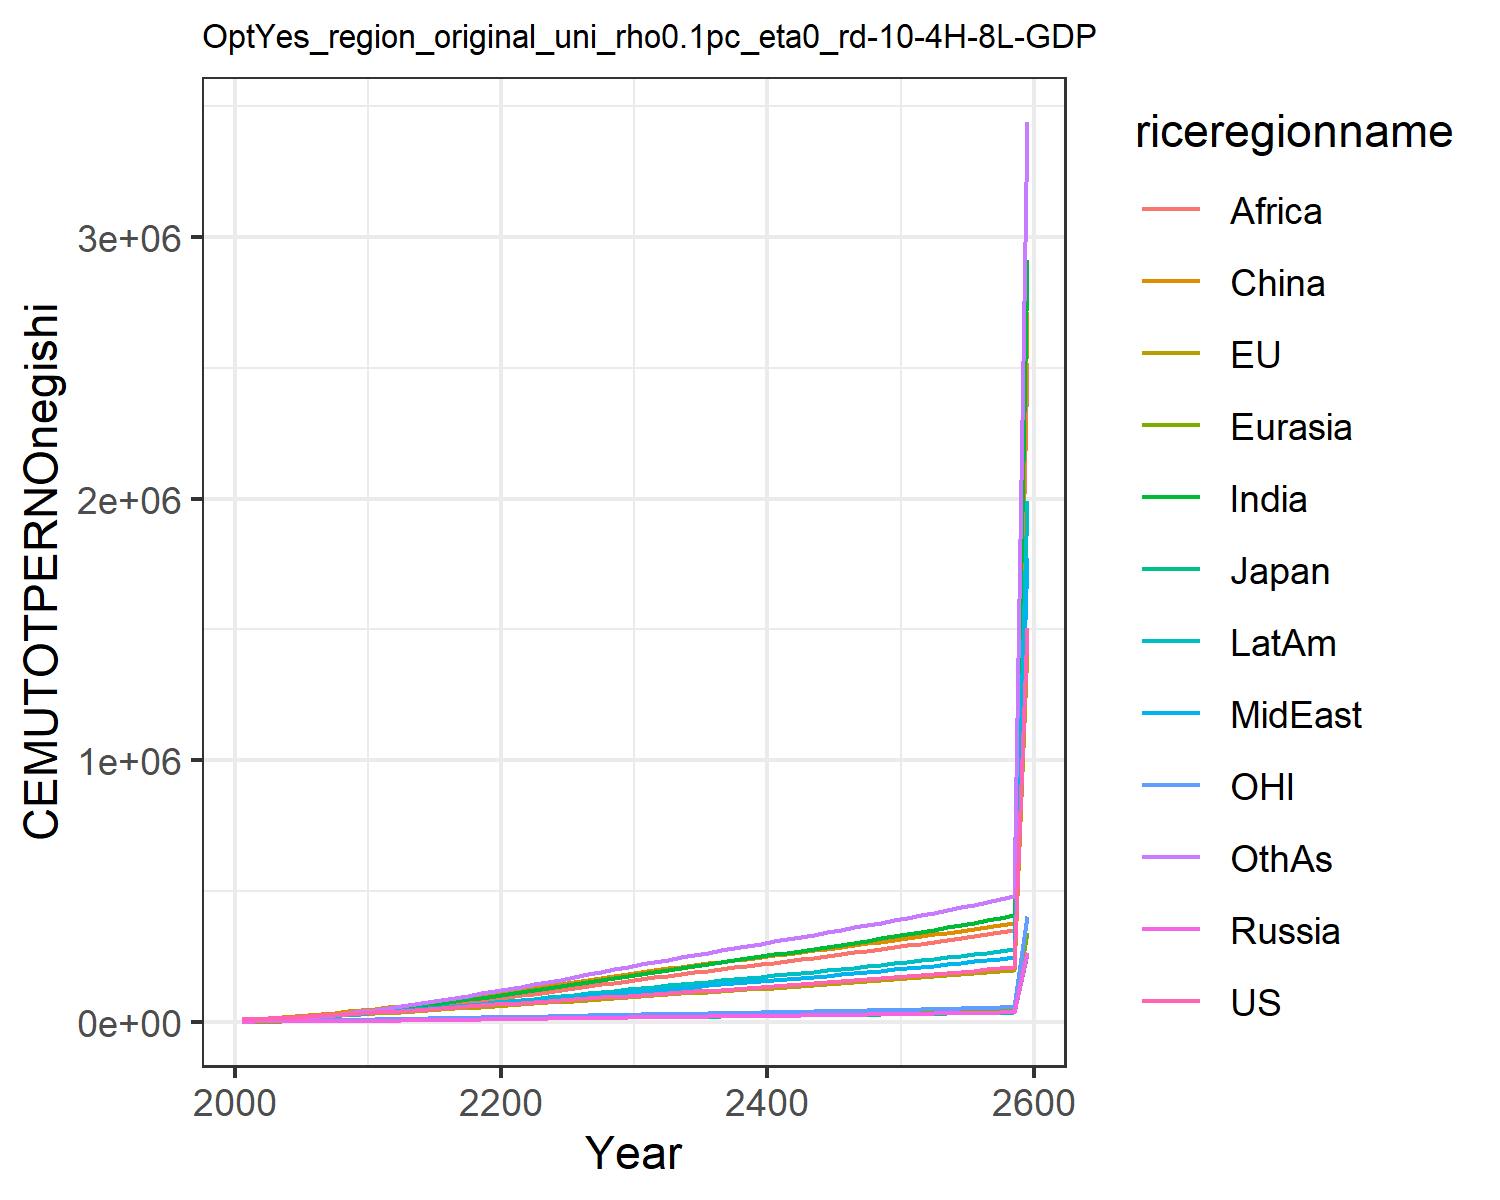 OptYes_region_original_uni_rho0.1pc_eta0_rd-10-4H-8L-GDP
CEMUTOTPERNOnegishi
3e+06
2e+06
1e+06
0e+00
2000
2200
2400
2600
Year
riceregionname
Africa
China
EU
Eurasia
India
Japan
LatAm
MidEast
OHI
OthAs
Russia
US